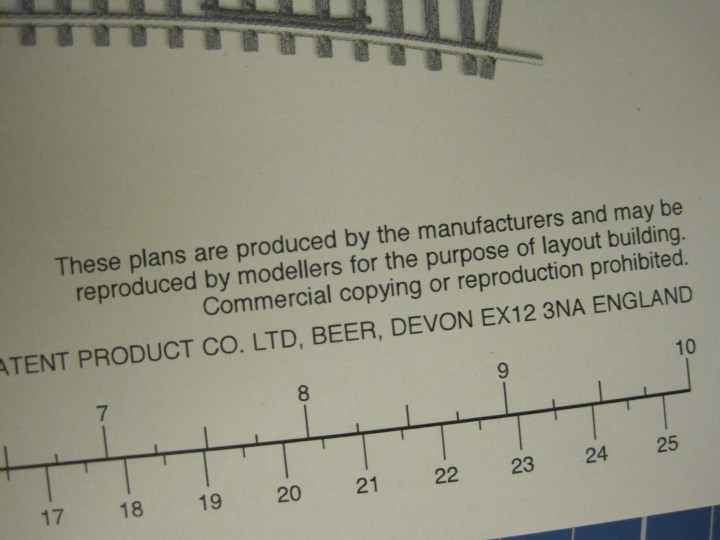 These plans are produced by the manufacturers and may be
reproduced by modellers for the purpose of layout building.
Commercial copying or reproduction prohibited.
ATENT PRODUCT CO. LTD, BEER, DEVON EX12 3NA ENGLAND
7 8 9 10
17 18 19 20 21 22 23 24 25